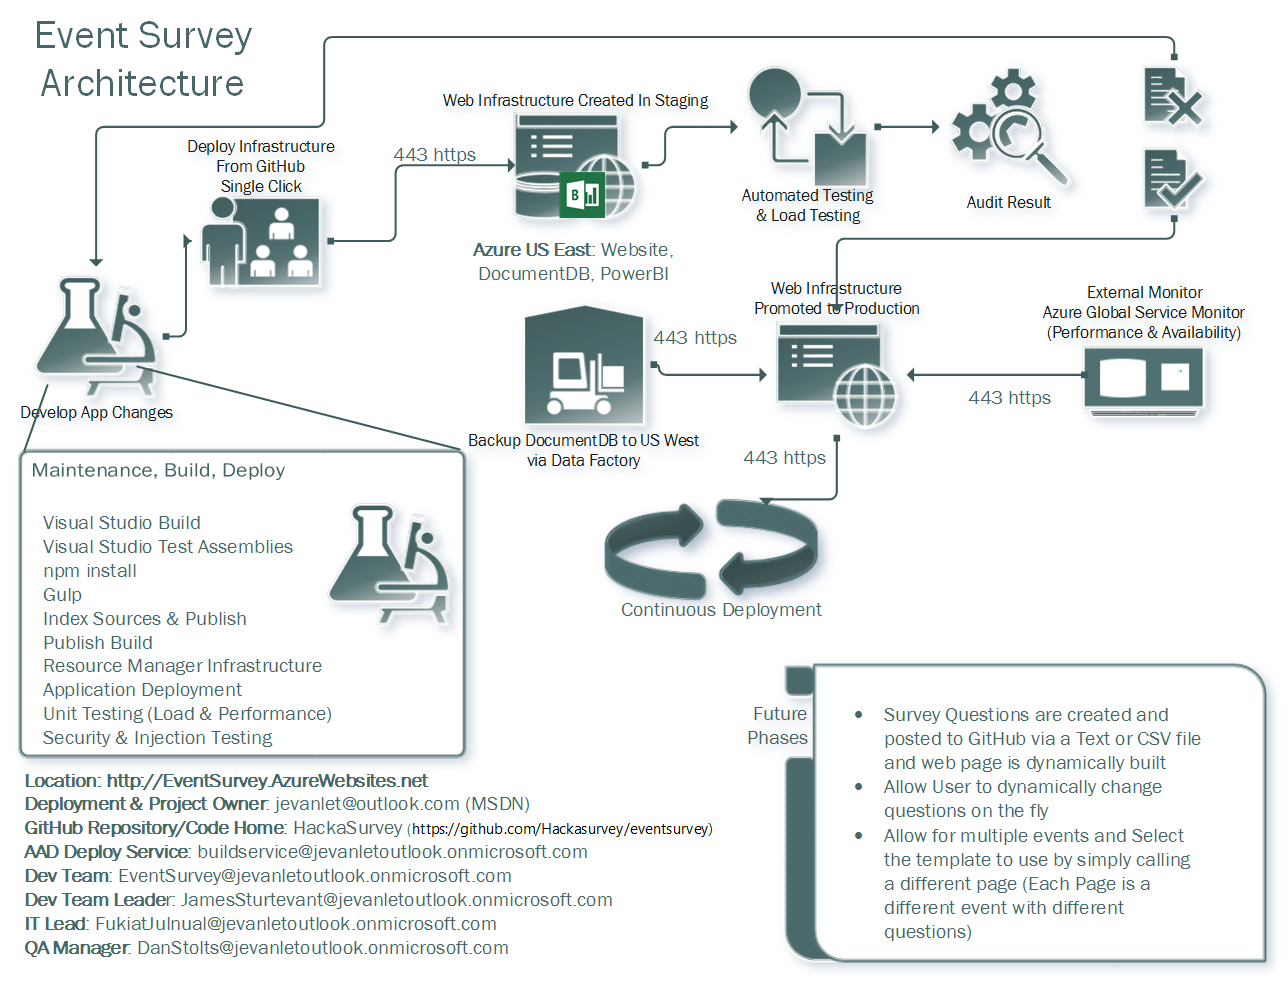 Event Survey
Architecture
Deploy Infrastructure
From GitHub
Single Click
443 https
Web Infrastructure Created In Staging
B
Azure US East: Website,
DocumentDB, PowerBI
Automated Testing
& Load Testing
Audit Result
Web Infrastructure
Promoted to Production
External Monitor
Azure Global Service Monitor
(Performance & Availability)
443 https
443 https
Develop App Changes
Backup DocumentDB to US West
via Data Factory
443 https
Continuous Deployment
Maintenance, Build, Deploy
Visual Studio Build
Visual Studio Test Assemblies
npm install
Gulp
Index Sources & Publish
Publish Build
Resource Manager Infrastructure
Application Deployment
Unit Testing (Load & Performance)
Security & Injection Testing
Location: http://EventSurvey.AzureWebsites.net
Deployment & Project Owner: jevanlet@outlook.com (MSDN)
GitHub Repository/Code Home: HackaSurvey (https://github.com/Hackasurvey/eventsurvey)
AAD Deploy Service: buildservice@jevanletoutlook.onmicrosoft.com
Dev Team: EventSurvey@jevanletoutlook.onmicrosoft.com
Dev Team Leader: JamesSturtevant@jevanletoutlook.onmicrosoft.com
IT Lead: FukiatJulnual@jevanletoutlook.onmicrosoft.com
QA Manager: DanStolts@jevanletoutlook.onmicrosoft.com
Future
Phases
• Survey Questions are created and
posted to GitHub via a Text or CSV file
and web page is dynamically built
• Allow User to dynamically change
questions on the fly
• Allow for multiple events and Select
the template to use by simply calling
a different page (Each Page is a
different event with different
questions)